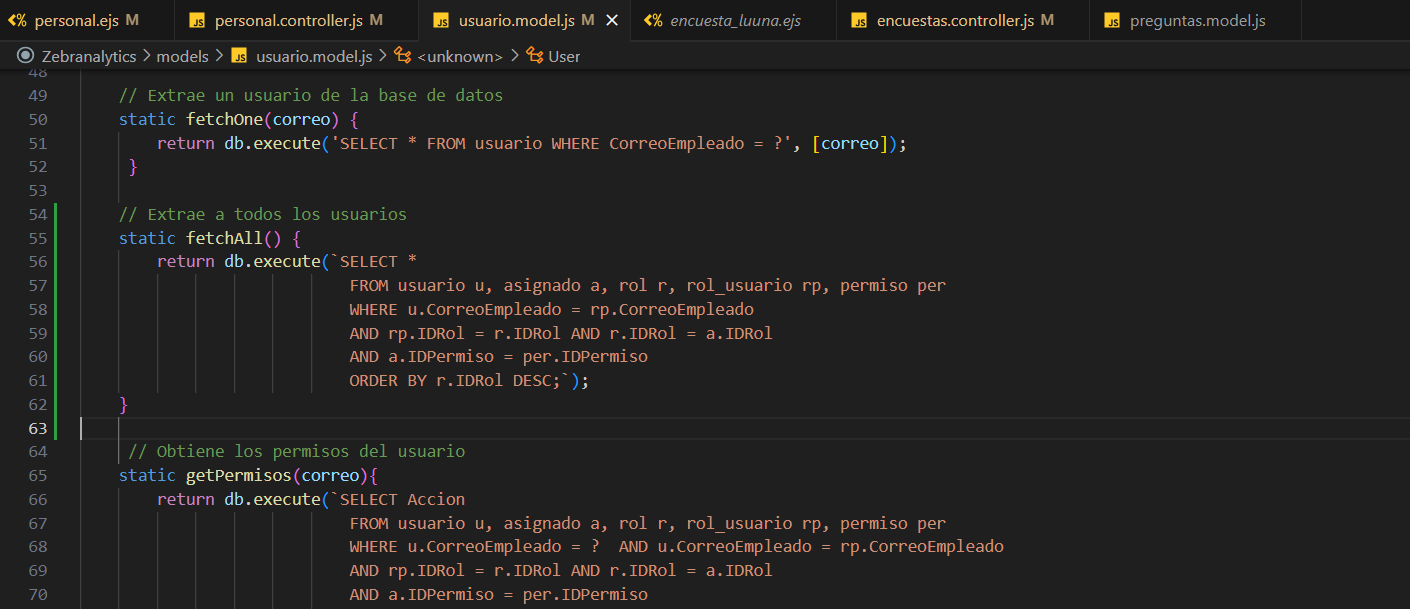 personal.ejs M
JS personal.controller.js M
JS usuario.model.js M
encuesta_luuna.ejs
JS encuestas.controller.js M
JS preguntas.model.js
Zebranalytics > models > JS usuario.model.js > <unknown> > User
48
49 // Extrae un usuario de la base de datos
50 static fetchOne(correo) {
51 return db.execute('SELECT * FROM usuario WHERE CorreoEmpleado = ?', [correo]);
52 }
53
54 // Extrae a todos los usuarios
55 static fetchAll() {
56 return db.execute(`SELECT *
57 FROM usuario u, asignado a, rol r, rol_usuario rp, permiso per
58 WHERE u.CorreoEmpleado = rp.CorreoEmpleado
59 AND rp.IDRol = r.IDRol AND r.IDRol = a.IDRol
60 AND a.IDPermiso = per.IDPermiso
61 ORDER BY r.IDRol DESC;`);
62 }
63
64 // Obtiene los permisos del usuario
65 static getPermisos(correo){
66 return db.execute(`SELECT Accion
67 FROM usuario u, asignado a, rol r, rol_usuario rp, permiso per
68 WHERE u.CorreoEmpleado = ?  AND u.CorreoEmpleado = rp.CorreoEmpleado
69 AND rp.IDRol = r.IDRol AND r.IDRol = a.IDRol
70 AND a.IDPermiso = per.IDPermiso